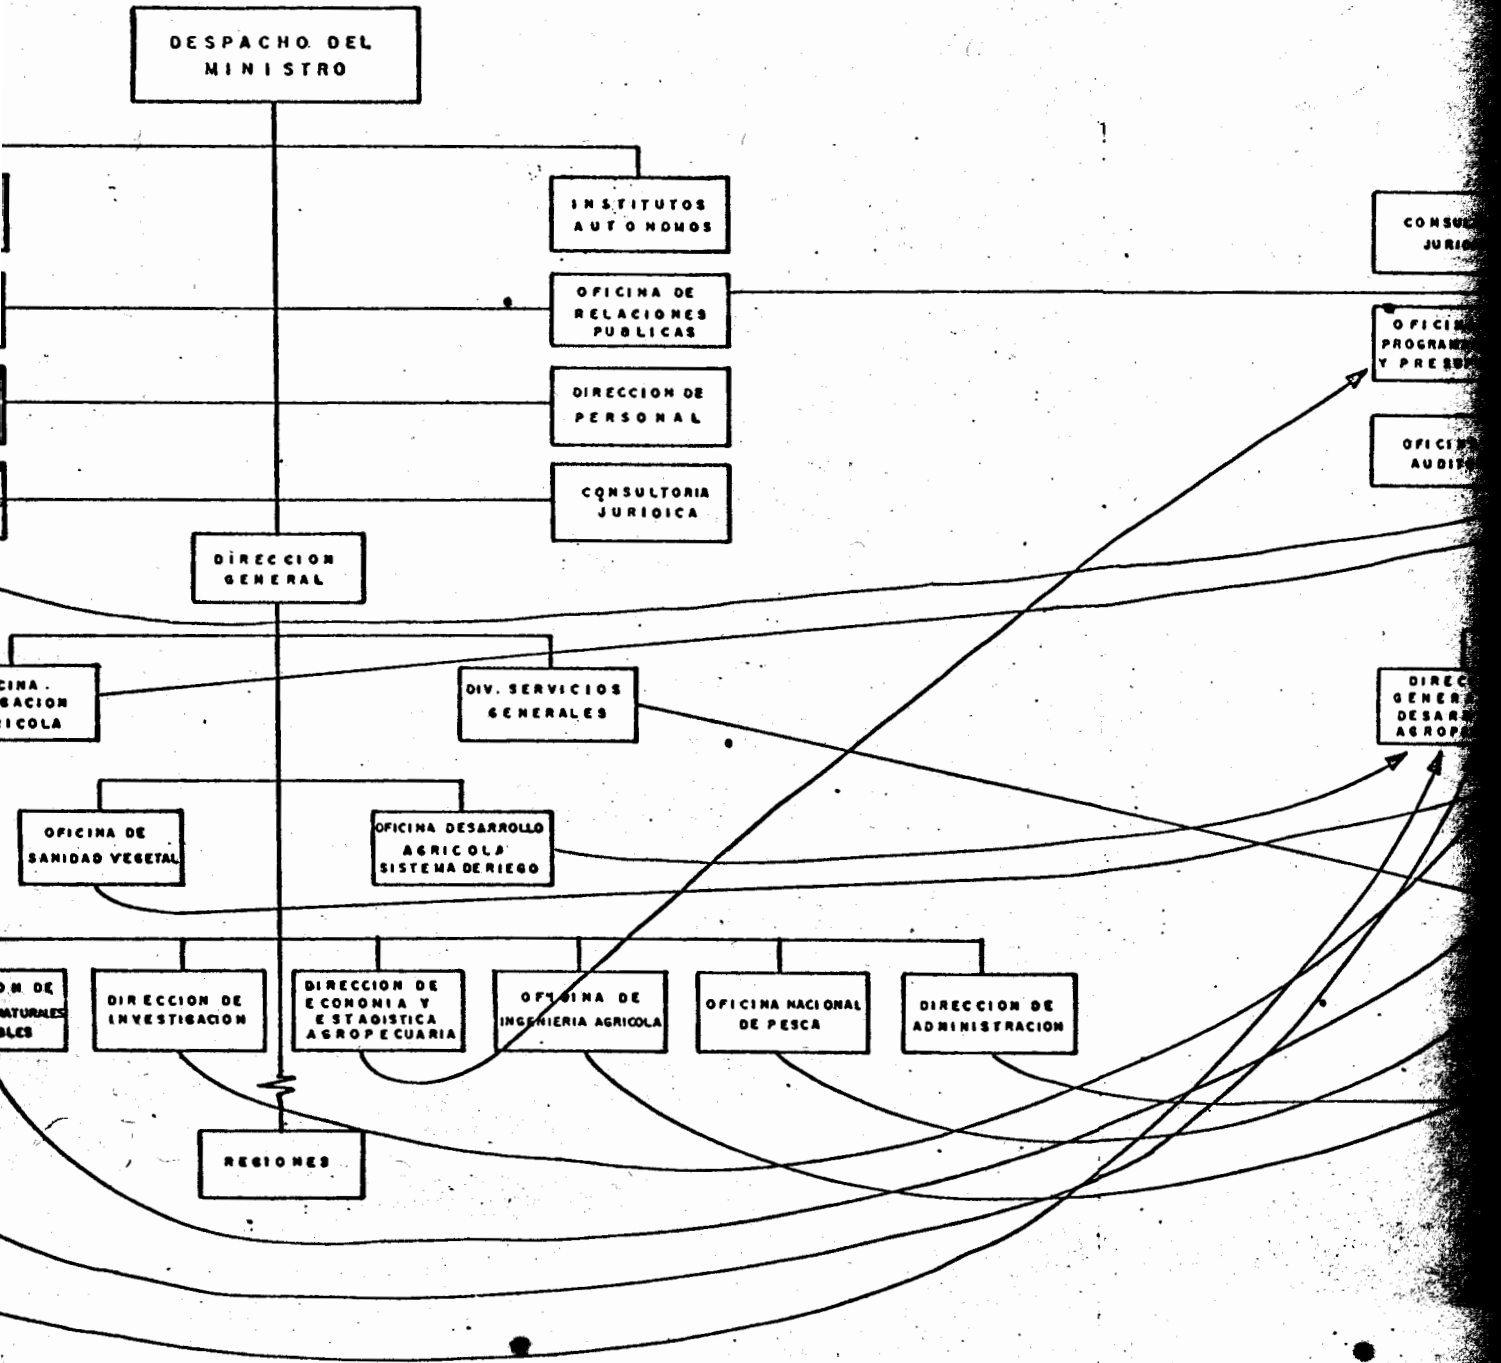 DESPACHO DEL
MINISTRO
INSTITUTOS
AUTONOMOS
OFICINA DE
RELACIONES
PUBLICAS
DIRECCION DE
PERSONAL
CONSULTORIA
JURIDICA
DIRECCION
GENERAL
DIV. SERVICIOS
GENERALES
OFICINA DE
SANIDAD VEGETAL
OFICINA DESARROLLO
AGRICOLA
SISTEMA DE RIEGO
DIRECCION DE
INVESTIGACION
DIRECCION DE
ECONOMIA Y
ESTADISTICA
AGROPECUARIA
OFICINA DE
INGENIERIA AGRICOLA
OFICINA NACIONAL
DE PESCA
DIRECCION DE
ADMINISTRACION
REGIONES
Y